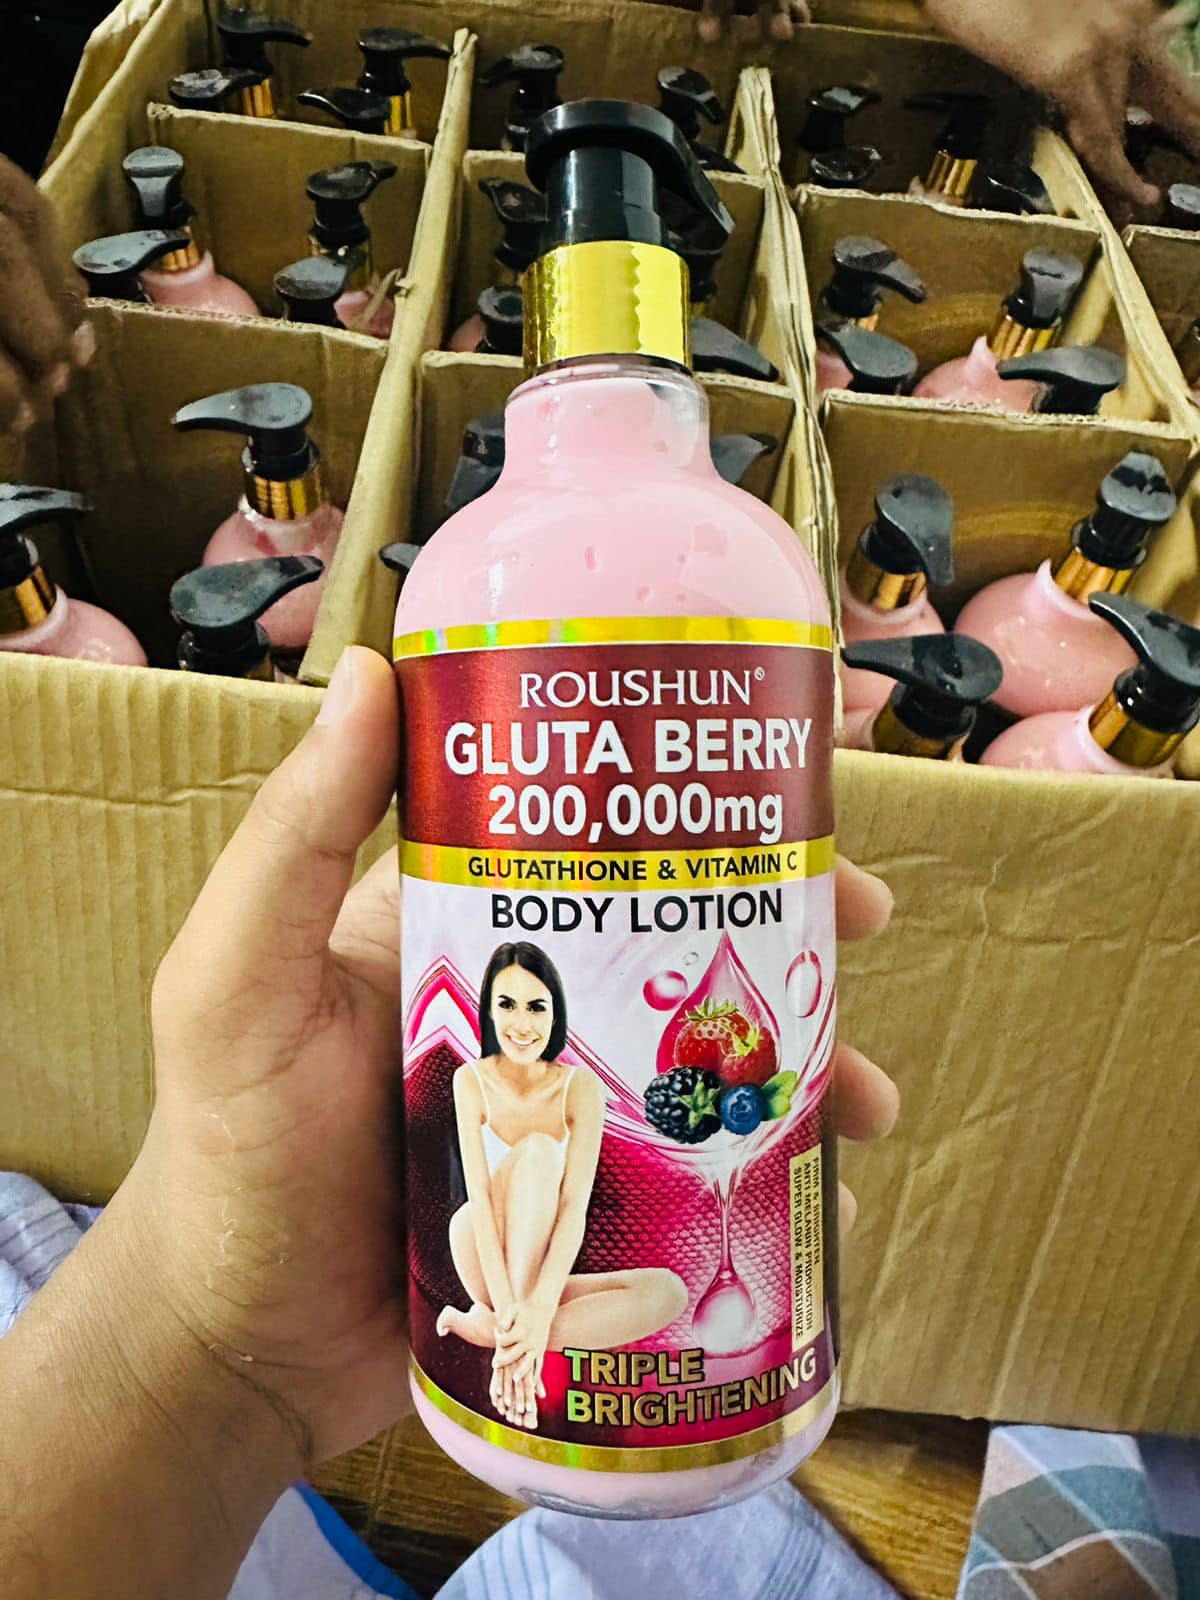 ROUSHUN®
GLUTA BERRY
200,000mg
GLUTATHIONE & VITAMIN C
BODY LOTION
FIRM & BRIGHTEN
ANTI MELANIN PRODUCTION
SUPER GLOW & MOISTURIZE
TRIPLE
BRIGHTENING